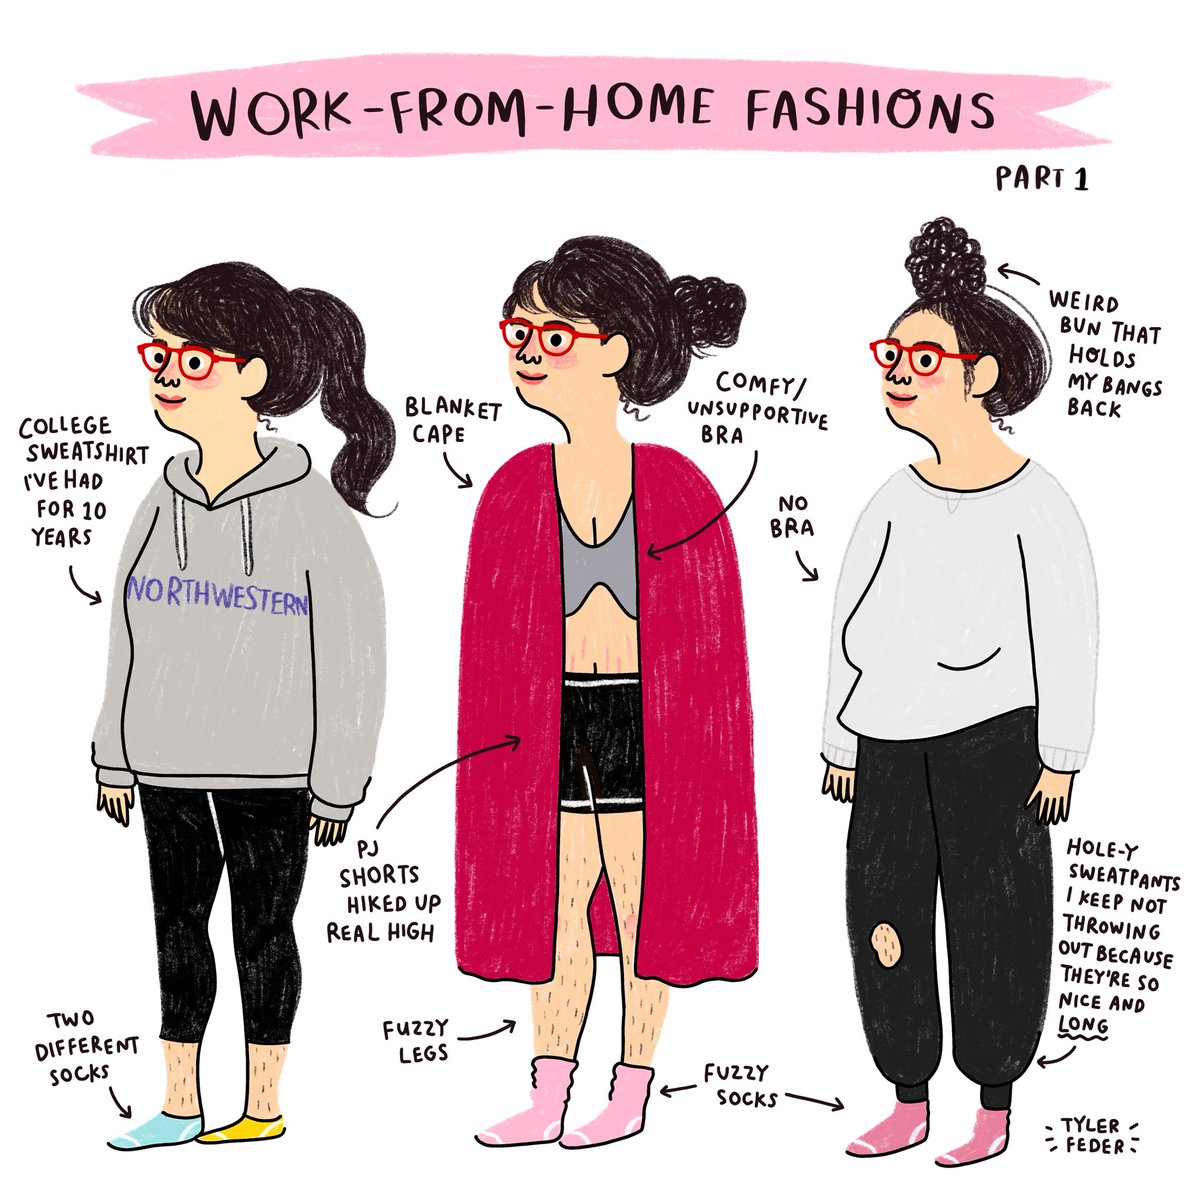 WORK-FROM-HOME FASHIONS
PART 1
COLLEGE
SWEATSHIRT
I'VE HAD
FOR 10
YEARS
NORTHWESTERN
TWO
DIFFERENT
SOCKS
BLANKET
CAPE
COMFY/
UNSUPPORTIVE
BRA
PJ
SHORTS
HIKED UP
REAL HIGH
FUZZY
LEGS
FUZZY
SOCKS
WEIRD
BUN THAT
HOLDS
MY BANGS
BACK
NO
BRA
HOLE-Y
SWEATPANTS
I KEEP NOT
THROWING
OUT BECAUSE
THEY'RE SO
NICE AND
LONG
TYLER
FEDER